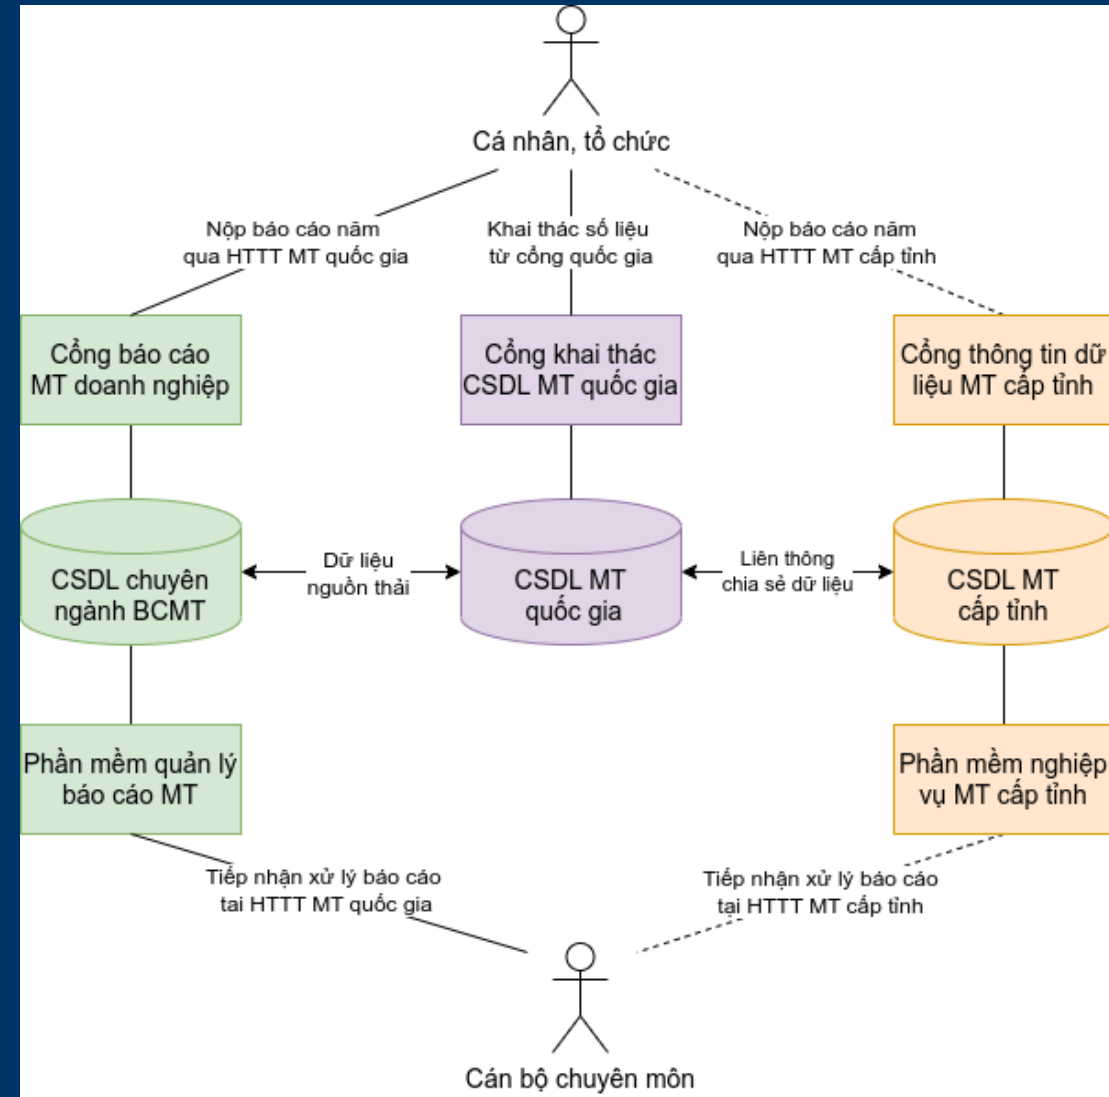 Cá nhân, tổ chức
Nộp báo cáo năm
qua HTTT MT quốc gia
Khai thác số liệu
từ cổng quốc gia
Nộp báo cáo năm
qua HTTT MT cấp tỉnh
Cổng báo cáo
MT doanh nghiệp
Cổng khai thác
CSDL MT quốc gia
Cổng thông tin dữ
liệu MT cấp tỉnh
CSDL chuyên
ngành BCMT
Dữ liệu
nguồn thải
CSDL MT
quốc gia
Liên thông
chia sẻ dữ liệu
CSDL MT
cấp tỉnh
Phần mềm quản lý
báo cáo MT
Phần mềm nghiệp
vụ MT cấp tỉnh
Tiếp nhận xử lý báo cáo
tai HTTT MT quốc gia
Tiếp nhận xử lý báo cáo
tại HTTT MT cấp tỉnh
Cán bộ chuyên môn